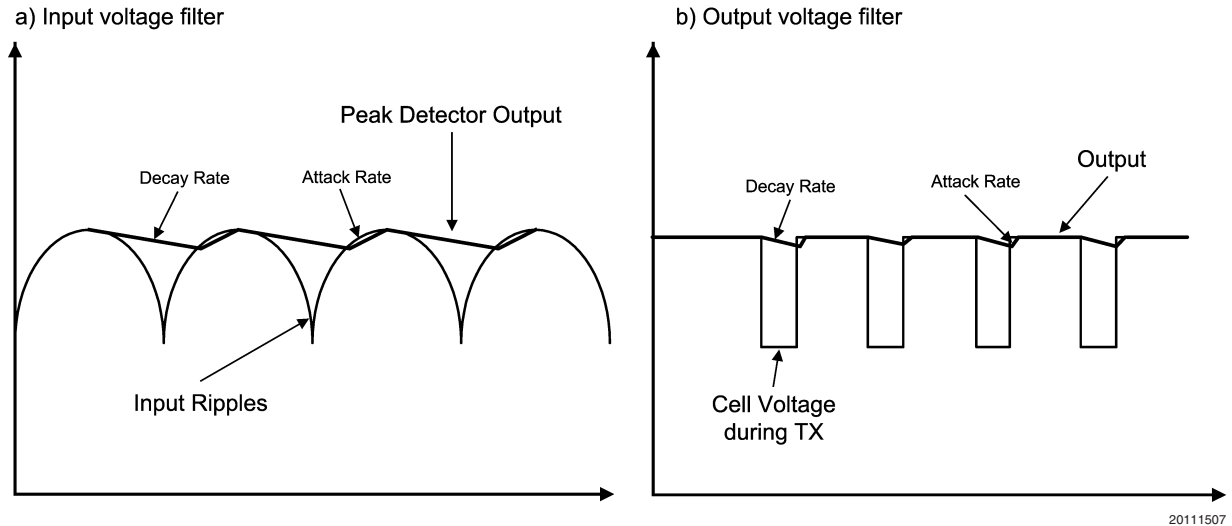 a) Input voltage filter
Peak Detector Output
Decay Rate
Attack Rate
Input Ripples
b) Output voltage filter
Output
Decay Rate
Attack Rate
Cell Voltage
during TX
20111507